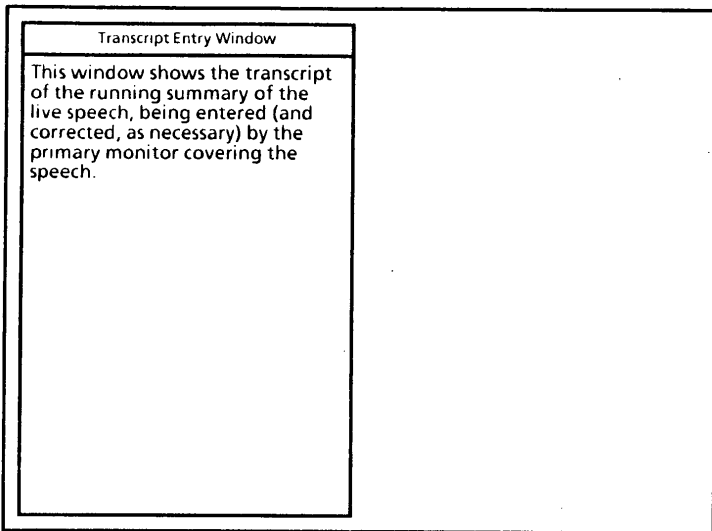 Transcript Entry Window
This window shows the transcript
of the running summary of the
live speech, being entered (and
corrected, as necessary) by the
primary monitor covering the
speech.